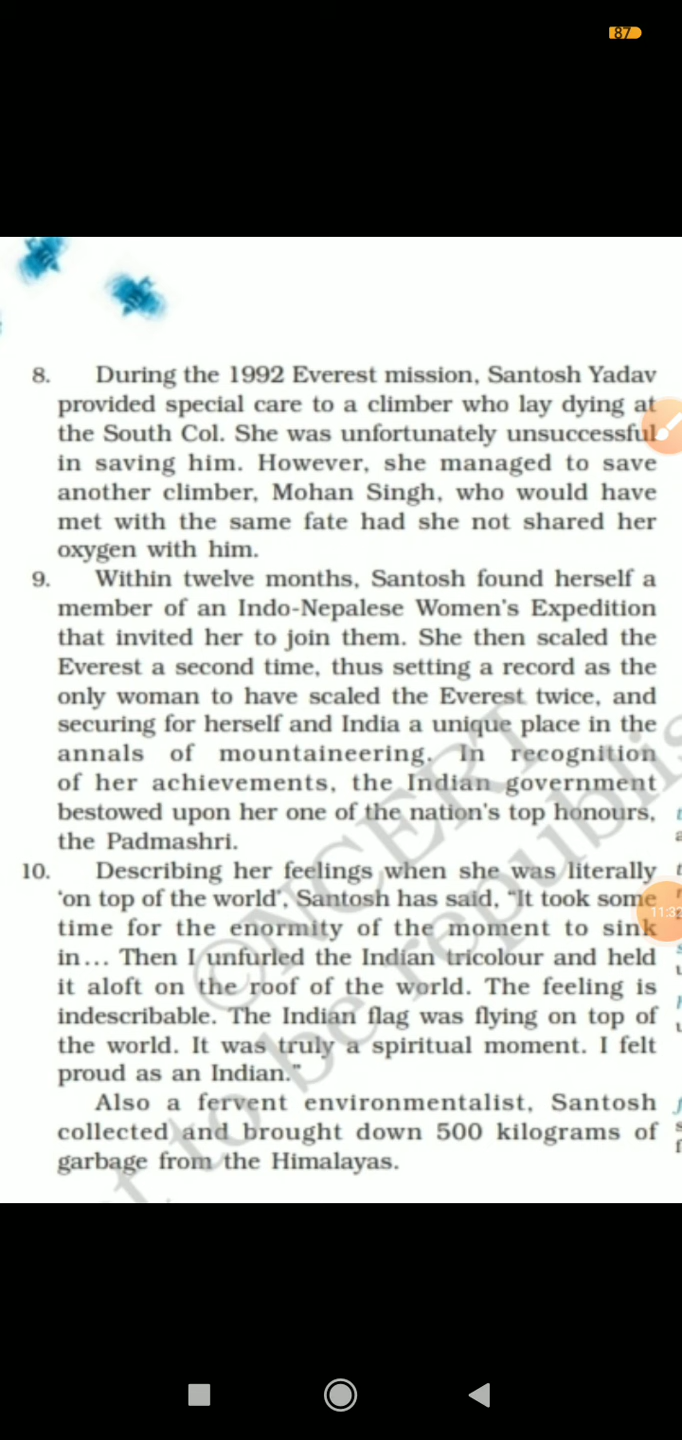 87
8. During the 1992 Everest mission, Santosh Yadav
provided special care to a climber who lay dying at
the South Col. She was unfortunately unsuccessful
in saving him. However, she managed to save
another climber, Mohan Singh, who would have
met with the same fate had she not shared her
oxygen with him.
9. Within twelve months, Santosh found herself a
member of an Indo-Nepalese Women's Expedition
that invited her to join them. She then scaled the
Everest a second time, thus setting a record as the
only woman to have scaled the Everest twice, and
securing for herself and India a unique place in the
annals of mountaineering. In recognition
of her achievements, the Indian government
bestowed upon her one of the nation's top honours,
the Padmashri.
10. Describing her feelings when she was literally
'on top of the world', Santosh has said, “It took some
time for the enormity of the moment to sink
in... Then I unfurled the Indian tricolour and held
it aloft on the roof of the world. The feeling is
indescribable. The Indian flag was flying on top of
the world. It was truly a spiritual moment. I felt
proud as an Indian.”
Also a fervent environmentalist, Santosh
collected and brought down 500 kilograms of
garbage from the Himalayas.
©NCERT
to be republis